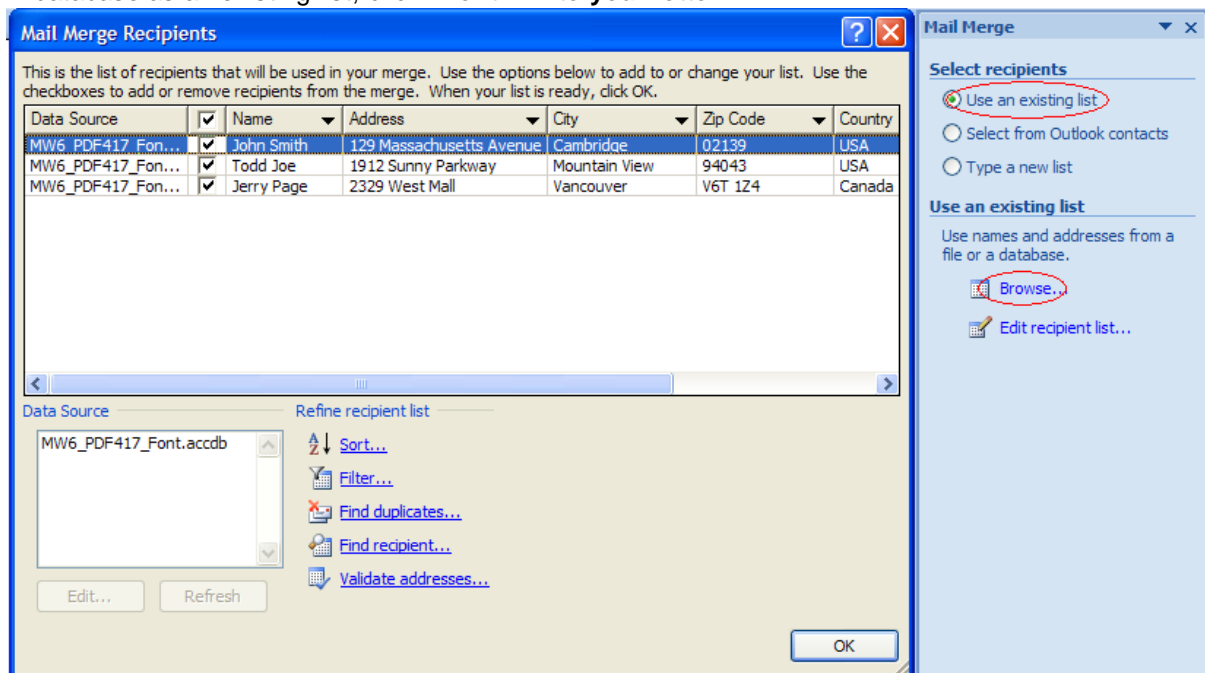 Mail Merge Recipients
This is the list of recipients that will be used in your merge. Use the options below to add to or change your list. Use the
checkboxes to add or remove recipients from the merge. When your list is ready, click OK.
Data Source Name Address City Zip Code Country
MW6_PDF417_Fon... John Smith 129 Massachusetts Avenue Cambridge 02139 USA
MW6_PDF417_Fon... Todd Joe 1912 Sunny Parkway Mountain View 94043 USA
MW6_PDF417_Fon... Jerry Page 2329 West Mall Vancouver V6T 1Z4 Canada
Data Source
MW6_PDF417_Font.accdb
Edit... Refresh
Refine recipient list
Sort...
Filter...
Find duplicates...
Find recipient...
Validate addresses...
OK
Mail Merge
Select recipients
Use an existing list
Select from Outlook contacts
Type a new list
Use an existing list
Use names and addresses from a
file or a database.
Browse...
Edit recipient list...